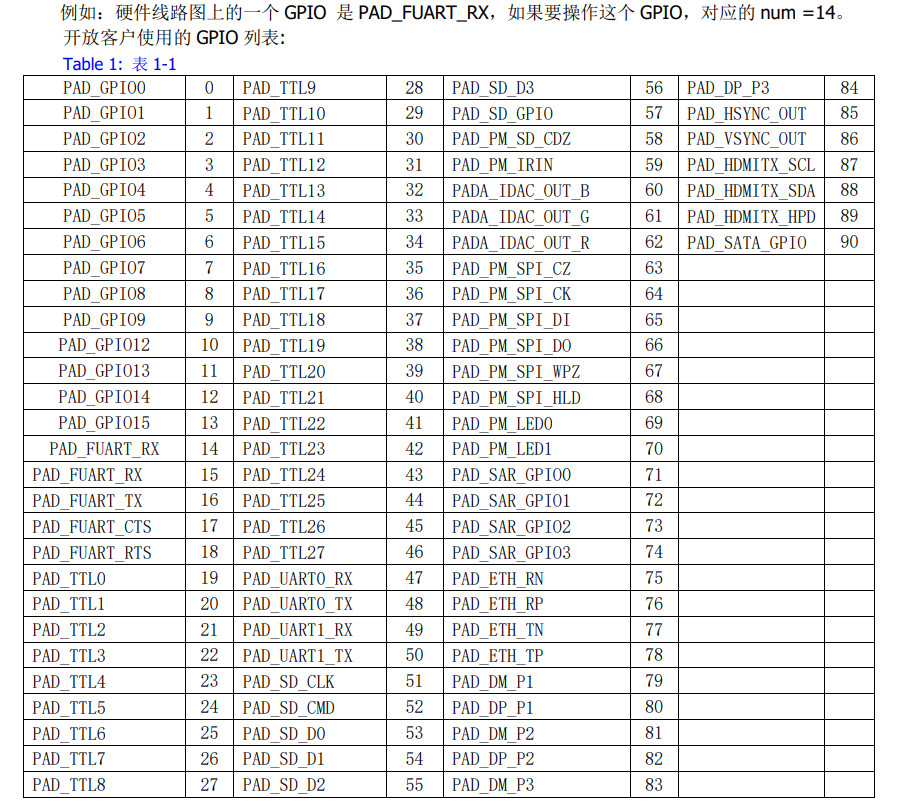 例如：硬件线路图上的一个 GPIO 是 PAD_FUART_RX，如果要操作这个 GPIO，对应的 num =14。
开放客户使用的 GPIO 列表:
Table 1: 表 1-1
PAD_GPIO0 0 PAD_TTL9 28 PAD_SD_D3 56 PAD_DP_P3 84
PAD_GPIO1 1 PAD_TTL10 29 PAD_SD_GPIO 57 PAD_HSYNC_OUT 85
PAD_GPIO2 2 PAD_TTL11 30 PAD_PM_SD_CDZ 58 PAD_VSYNC_OUT 86
PAD_GPIO3 3 PAD_TTL12 31 PAD_PM_IRIN 59 PAD_HDMITX_SCL 87
PAD_GPIO4 4 PAD_TTL13 32 PADA_IDAC_OUT_B 60 PAD_HDMITX_SDA 88
PAD_GPIO5 5 PAD_TTL14 33 PADA_IDAC_OUT_G 61 PAD_HDMITX_HPD 89
PAD_GPIO6 6 PAD_TTL15 34 PADA_IDAC_OUT_R 62 PAD_SATA_GPIO 90
PAD_GPIO7 7 PAD_TTL16 35 PAD_PM_SPI_CZ 63
PAD_GPIO8 8 PAD_TTL17 36 PAD_PM_SPI_CK 64
PAD_GPIO9 9 PAD_TTL18 37 PAD_PM_SPI_DI 65
PAD_GPIO12 10 PAD_TTL19 38 PAD_PM_SPI_DO 66
PAD_GPIO13 11 PAD_TTL20 39 PAD_PM_SPI_WPZ 67
PAD_GPIO14 12 PAD_TTL21 40 PAD_PM_SPI_HLD 68
PAD_GPIO15 13 PAD_TTL22 41 PAD_PM_LED0 69
PAD_FUART_RX 14 PAD_TTL23 42 PAD_PM_LED1 70
PAD_FUART_RX 15 PAD_TTL24 43 PAD_SAR_GPIO0 71
PAD_FUART_TX 16 PAD_TTL25 44 PAD_SAR_GPIO1 72
PAD_FUART_CTS 17 PAD_TTL26 45 PAD_SAR_GPIO2 73
PAD_FUART_RTS 18 PAD_TTL27 46 PAD_SAR_GPIO3 74
PAD_TTL0 19 PAD_UART0_RX 47 PAD_ETH_RN 75
PAD_TTL1 20 PAD_UART0_TX 48 PAD_ETH_RP 76
PAD_TTL2 21 PAD_UART1_RX 49 PAD_ETH_TN 77
PAD_TTL3 22 PAD_UART1_TX 50 PAD_ETH_TP 78
PAD_TTL4 23 PAD_SD_CLK 51 PAD_DM_P1 79
PAD_TTL5 24 PAD_SD_CMD 52 PAD_DP_P1 80
PAD_TTL6 25 PAD_SD_D0 53 PAD_DM_P2 81
PAD_TTL7 26 PAD_SD_D1 54 PAD_DP_P2 82
PAD_TTL8 27 PAD_SD_D2 55 PAD_DM_P3 83